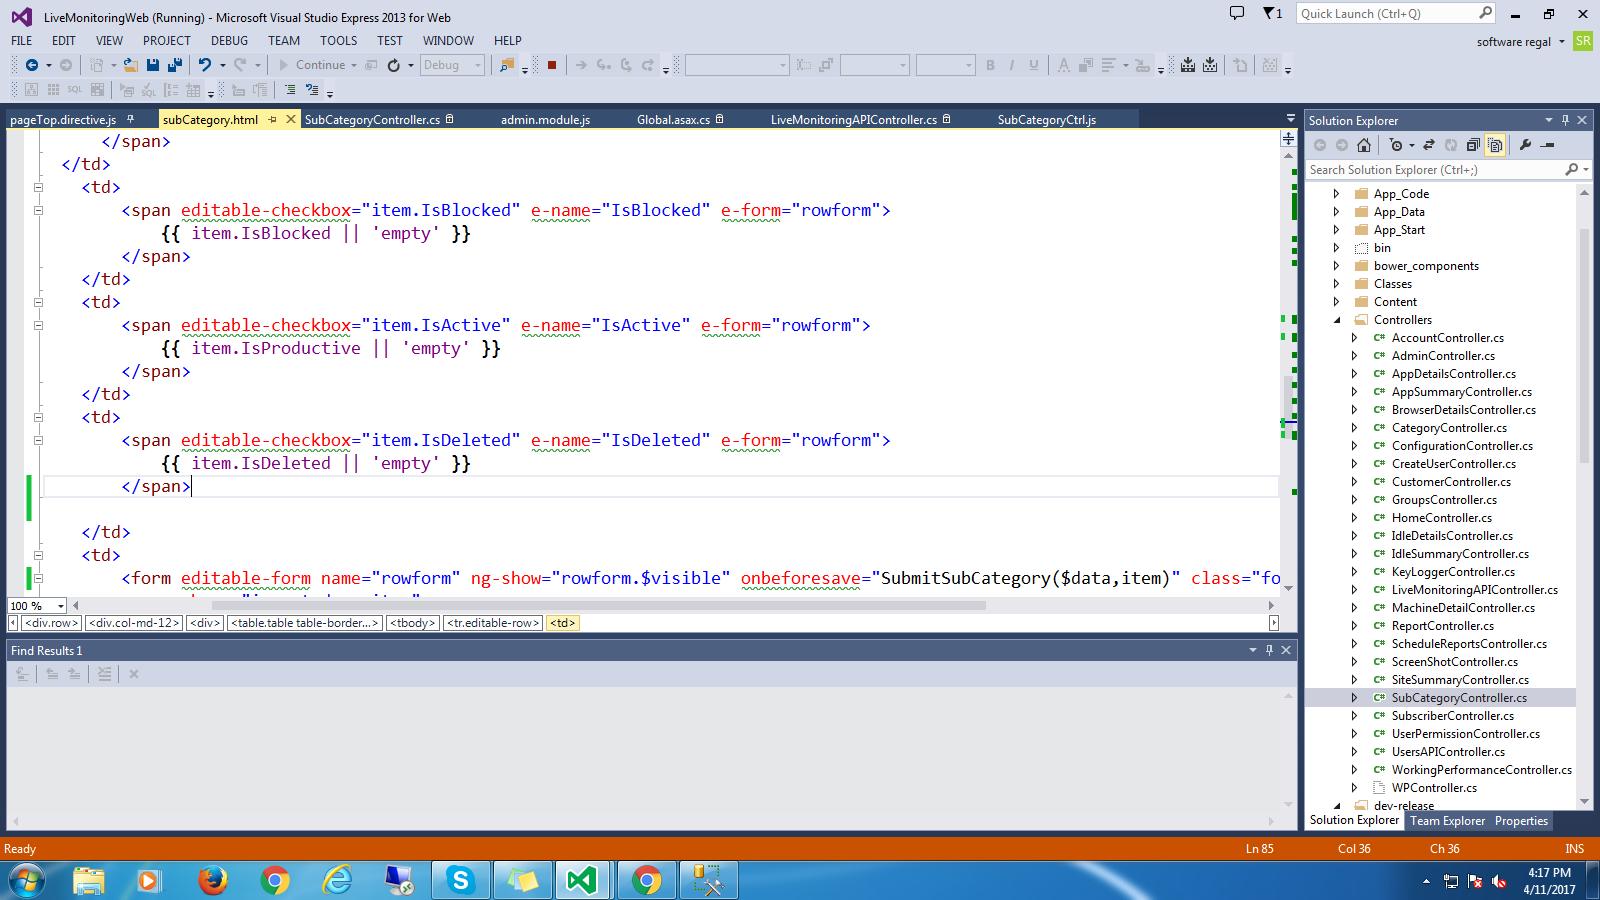 LiveMonitoringWeb (Running) - Microsoft Visual Studio Express 2013 for Web
1
Quick Launch (Ctrl+Q)
FILE EDIT VIEW PROJECT DEBUG TEAM TOOLS TEST WINDOW HELP
software regal SR
Continue Debug
SQL SQL
pageTop.directive.js subCategory.html SubCategoryController.cs admin.module.js Global.asax.cs LiveMonitoringAPIController.cs SubCategoryCtrl.js
</span>
</td>
<td>
<span editable-checkbox="item.IsBlocked" e-name="IsBlocked" e-form="rowform">
{{ item.IsBlocked || 'empty' }}
</span>
</td>
<td>
<span editable-checkbox="item.IsActive" e-name="IsActive" e-form="rowform">
{{ item.IsProductive || 'empty' }}
</span>
</td>
<td>
<span editable-checkbox="item.IsDeleted" e-name="IsDeleted" e-form="rowform">
{{ item.IsDeleted || 'empty' }}
</span>
</td>
<td>
<form editable-form name="rowform" ng-show="rowform.$visible" onbeforesave="SubmitSubCategory($data,item)" class="fo
100 %
<div.row> <div.col-md-12> <div> <table.table table-border...> <tbody> <tr.editable-row> <td>
Find Results 1
Solution Explorer
Search Solution Explorer (Ctrl+;)
App_Code
App_Data
App_Start
bin
bower_components
Classes
Content
Controllers
C# AccountController.cs
C# AdminController.cs
C# AppDetailsController.cs
C# AppSummaryController.cs
C# BrowserDetailsController.cs
C# CategoryController.cs
C# ConfigurationController.cs
C# CreateUserController.cs
C# CustomerController.cs
C# GroupsController.cs
C# HomeController.cs
C# IdleDetailsController.cs
C# IdleSummaryController.cs
C# KeyLoggerController.cs
C# LiveMonitoringAPIController.cs
C# MachineDetailController.cs
C# ReportController.cs
C# ScheduleReportsController.cs
C# ScreenShotController.cs
C# SiteSummaryController.cs
C# SubCategoryController.cs
C# SubscriberController.cs
C# UserPermissionController.cs
C# UsersAPIController.cs
C# WorkingPerformanceController.cs
WPController.cs
dev-release
Solution Explorer Team Explorer Properties
Ready Ln 85 Col 36 Ch 36 INS
4:17 PM
4/11/2017